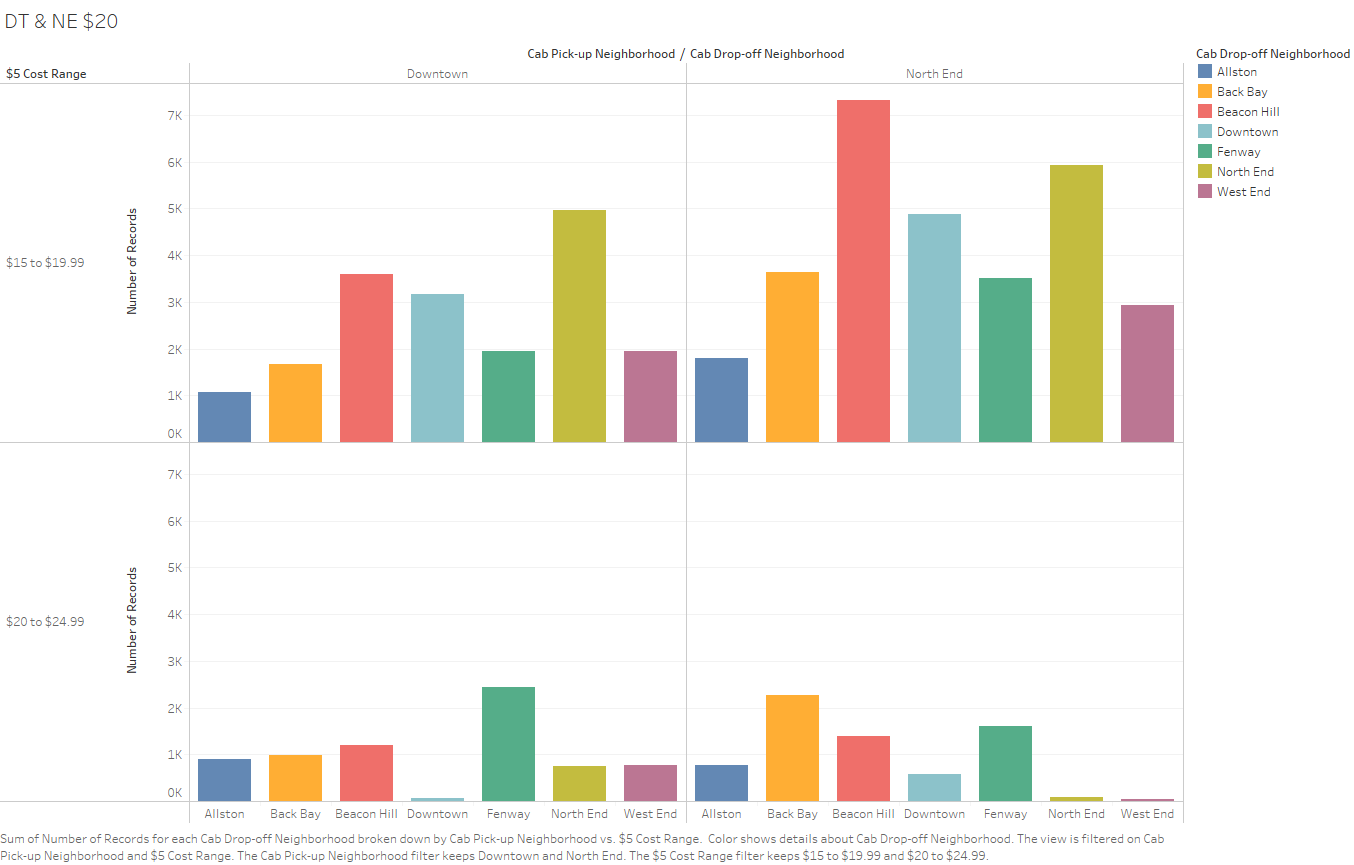 DT & NE $20
Cab Pick-up Neighborhood / Cab Drop-off Neighborhood
$5 Cost Range
Downtown
North End
$15 to $19.99
Number of Records
7K
6K
5K
4K
3K
2K
1K
0K
$20 to $24.99
Number of Records
7K
6K
5K
4K
3K
2K
1K
0K
Allston
Back Bay
Beacon Hill
Downtown
Fenway
North End
West End
Allston
Back Bay
Beacon Hill
Downtown
Fenway
North End
West End
Cab Drop-off Neighborhood
Allston
Back Bay
Beacon Hill
Downtown
Fenway
North End
West End
Sum of Number of Records for each Cab Drop-off Neighborhood broken down by Cab Pick-up Neighborhood vs. $5 Cost Range.  Color shows details about Cab Drop-off Neighborhood. The view is filtered on Cab
Pick-up Neighborhood and $5 Cost Range. The Cab Pick-up Neighborhood filter keeps Downtown and North End. The $5 Cost Range filter keeps $15 to $19.99 and $20 to $24.99.